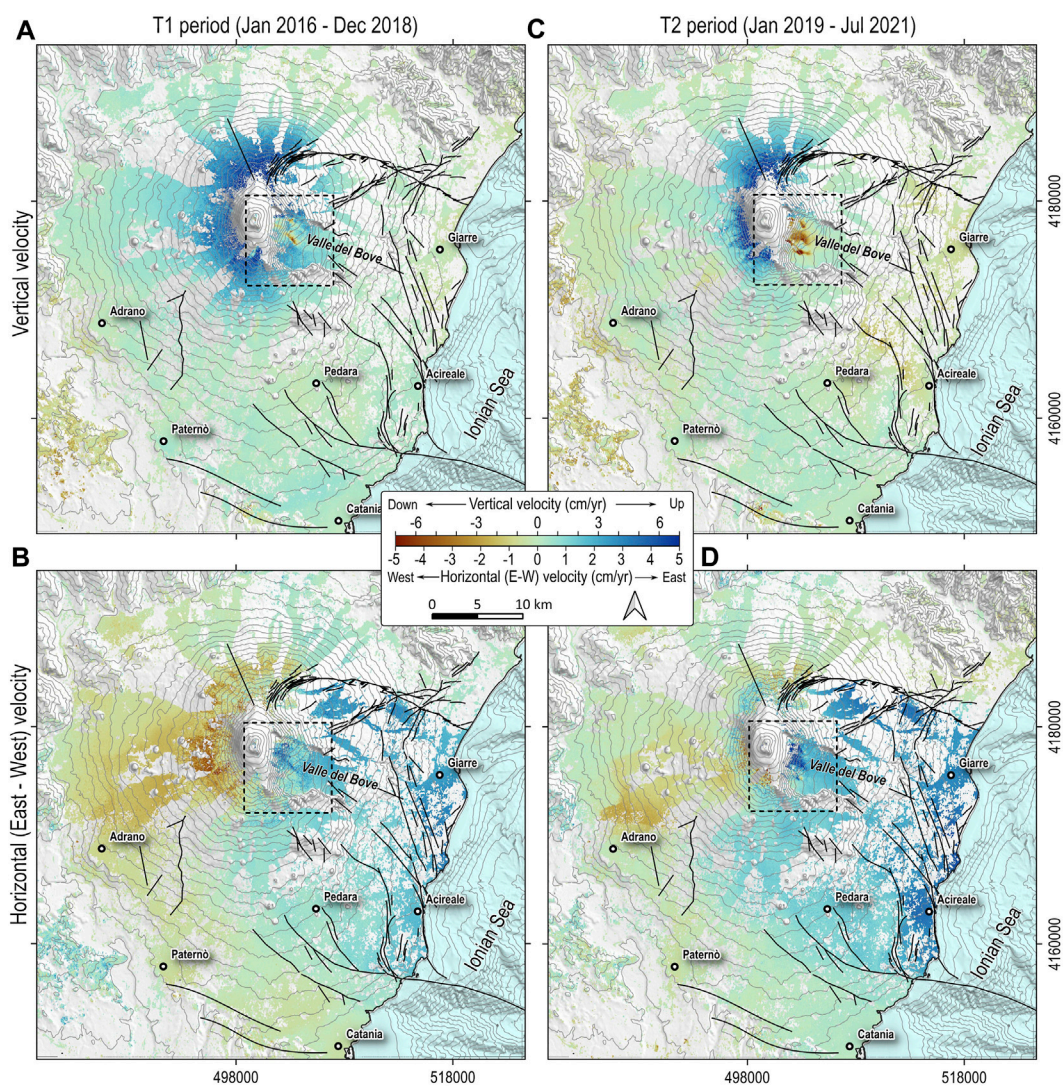 T1 period (Jan 2016 - Dec 2018)
T2 period (Jan 2019 - Jul 2021)
A
C
Vertical velocity
Valle del Bove
Giarre
Adrano
Pedara
Acireale
Paternò
Catania
Ionian Sea
Valle del Bove
Giarre
Adrano
Pedara
Acireale
Paternò
Catania
Ionian Sea
4180000
4160000
Down Vertical velocity (cm/yr) Up
-6 -3 0 3 6
-5 -4 -3 -2 -1 0 1 2 3 4 5
West Horizontal (E-W) velocity (cm/yr) East
0 5 10 km
B
D
Horizontal (East - West) velocity
Valle del Bove
Giarre
Adrano
Pedara
Acireale
Paternò
Catania
Ionian Sea
Valle del Bove
Giarre
Adrano
Pedara
Acireale
Paternò
Catania
Ionian Sea
4180000
4160000
498000 518000 498000 518000